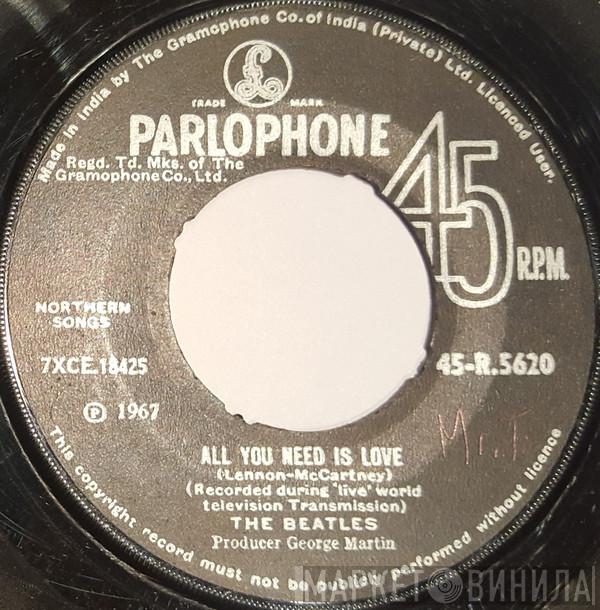 Made in India by The Gramophone Co. of India (Private) Ltd. Licenced User.
£
TRADE MARK
PARLOPHONE
Regd. Td. Mks. of The
Gramophone Co., Ltd.
45
R.P.M.
NORTHERN
SONGS
7XCE.18425
45-R.5620
Ⓟ 1967
Mr.T.
ALL YOU NEED IS LOVE
(Lennon-McCartney)
(Recorded during 'live' world
television Transmission)
THE BEATLES
Producer George Martin
This copyright record must not be publicly performed without licence
МАРКЕТ ВИНИЛА